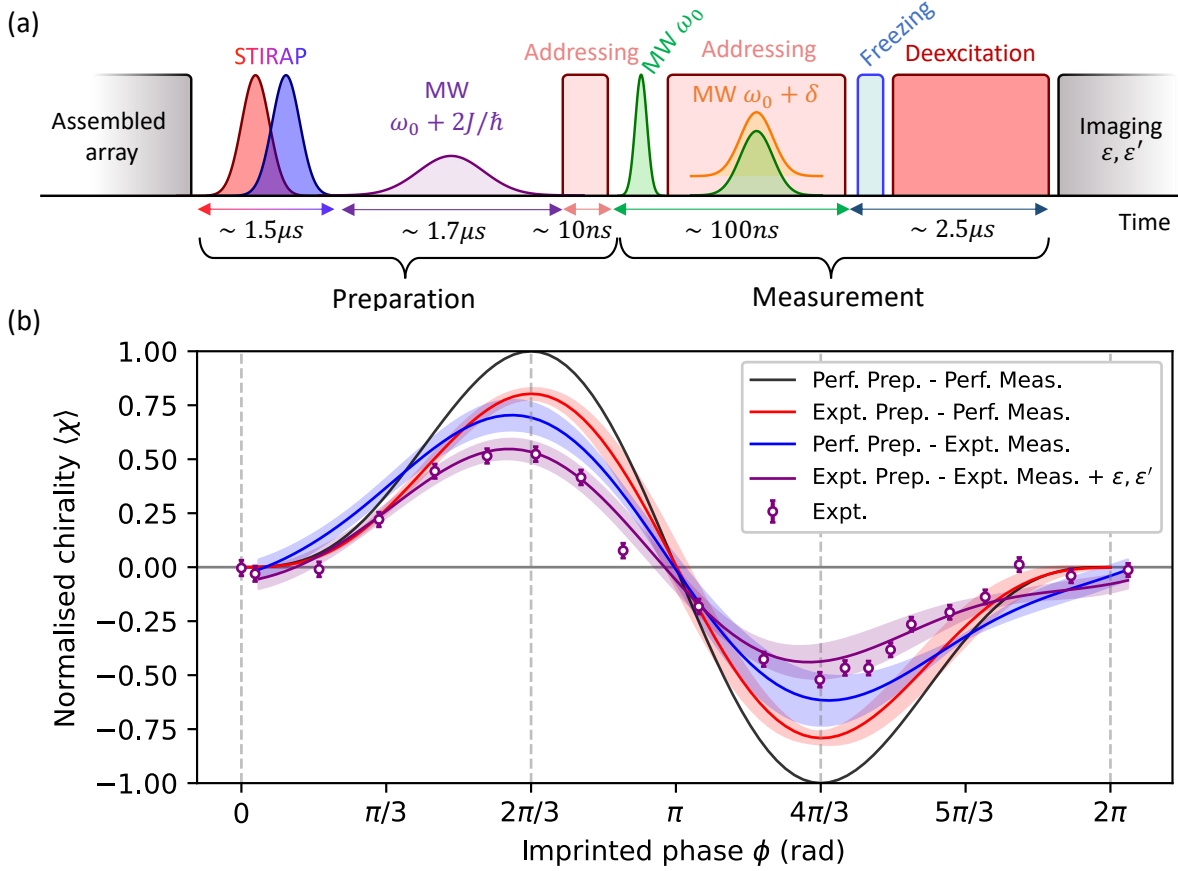 (a)
STIRAP
MW
ω₀ + 2J/ħ
Addressing
MW ω₀
Addressing
MW ω₀ + δ
Freezing
Deexcitation
Assembled
array
Imaging
ε, ε′
~ 1.5μs
~ 1.7μs
~ 10ns
~ 100ns
~ 2.5μs
Time
Preparation
Measurement
(b)
Normalised chirality ⟨χ⟩
1.00
0.75
0.50
0.25
0.00
−0.25
−0.50
−0.75
−1.00
Perf. Prep. - Perf. Meas.
Expt. Prep. - Perf. Meas.
Perf. Prep. - Expt. Meas.
Expt. Prep. - Expt. Meas. + ε, ε′
Expt.
0
π/3
2π/3
π
4π/3
5π/3
2π
Imprinted phase ϕ (rad)